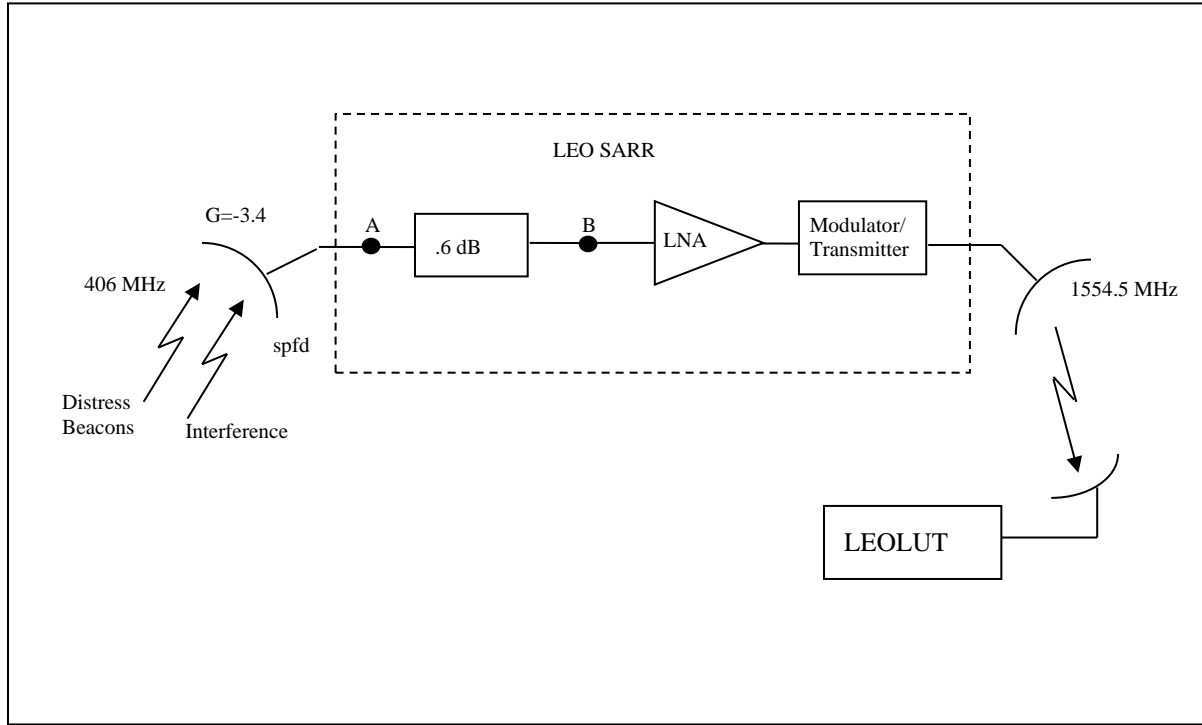 LEO SARR
G=-3.4
A
.6 dB
B
LNA
Modulator/
Transmitter
406 MHz
1554.5 MHz
spfd
Distress
Beacons
Interference
LEOLUT